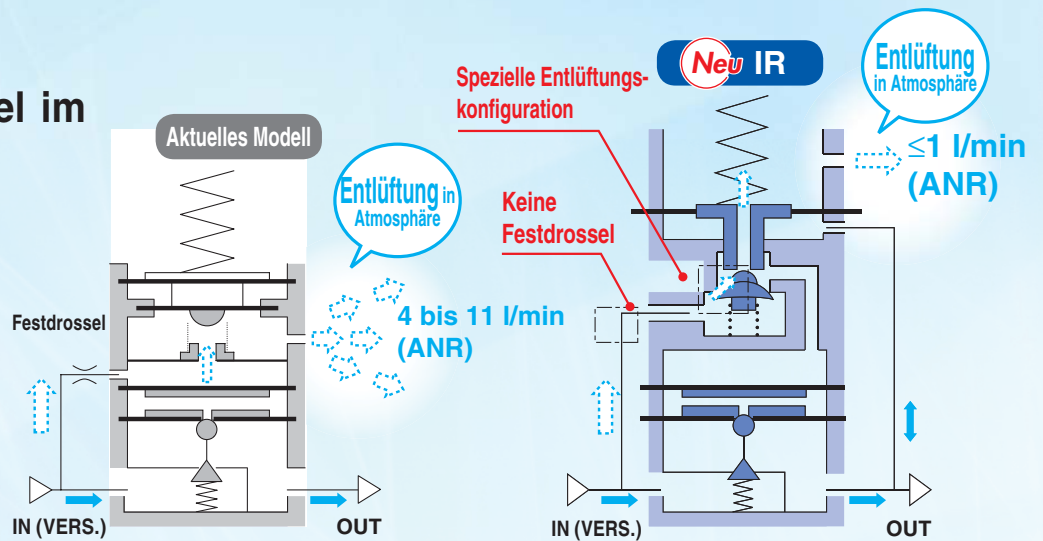 el im
Aktuelles Modell
Entlüftung in
Atmosphäre
Festdrossel
4 bis 11 l/min
(ANR)
IN (VERS.)
OUT
Neu IR
Spezielle Entlüftungs-
konfiguration
Keine
Festdrossel
Entlüftung
in Atmosphäre
≤1 l/min
(ANR)
IN (VERS.)
OUT